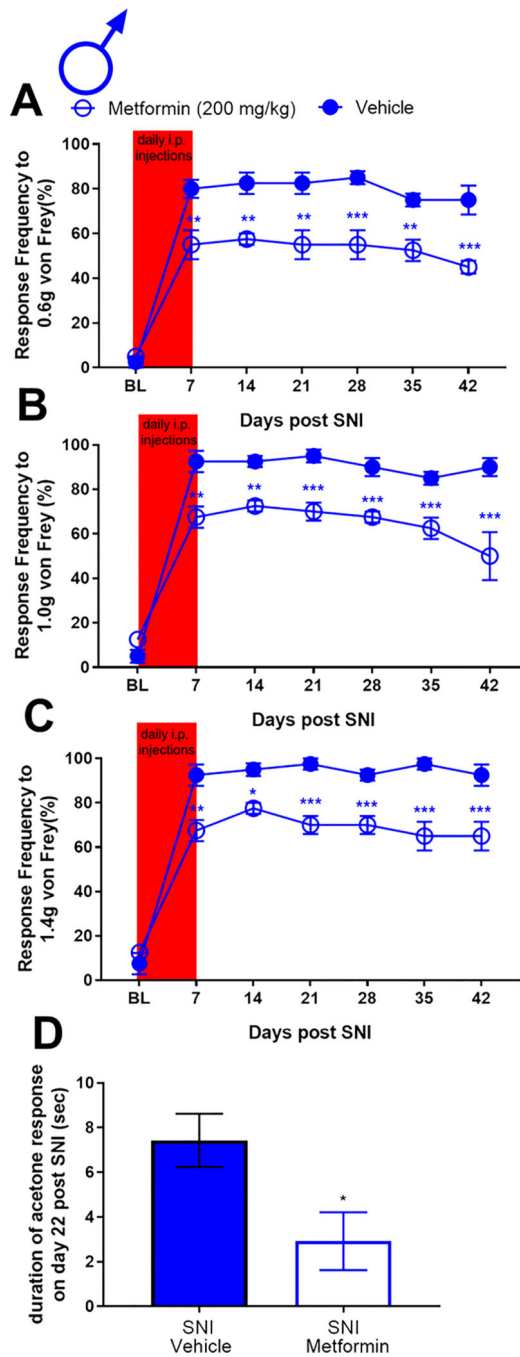 A
Metformin (200 mg/kg) Vehicle
daily i.p.
injections
Response Frequency to
0.6g von Frey(%)
100
80
60
40
20
0
** ** ** *** ** ***
BL 7 14 21 28 35 42
Days post SNI
B
daily i.p.
injections
Response Frequency to
1.0g von Frey (%)
100
80
60
40
20
0
** ** *** *** *** ***
BL 7 14 21 28 35 42
Days post SNI
C
daily i.p.
injections
Response Frequency to
1.4g von Frey(%)
100
80
60
40
20
0
** * *** *** *** ***
BL 7 14 21 28 35 42
Days post SNI
D
duration of acetone response
on day 22 post SNI (sec)
10
8
6
4
2
0
*
SNI
Vehicle
SNI
Metformin